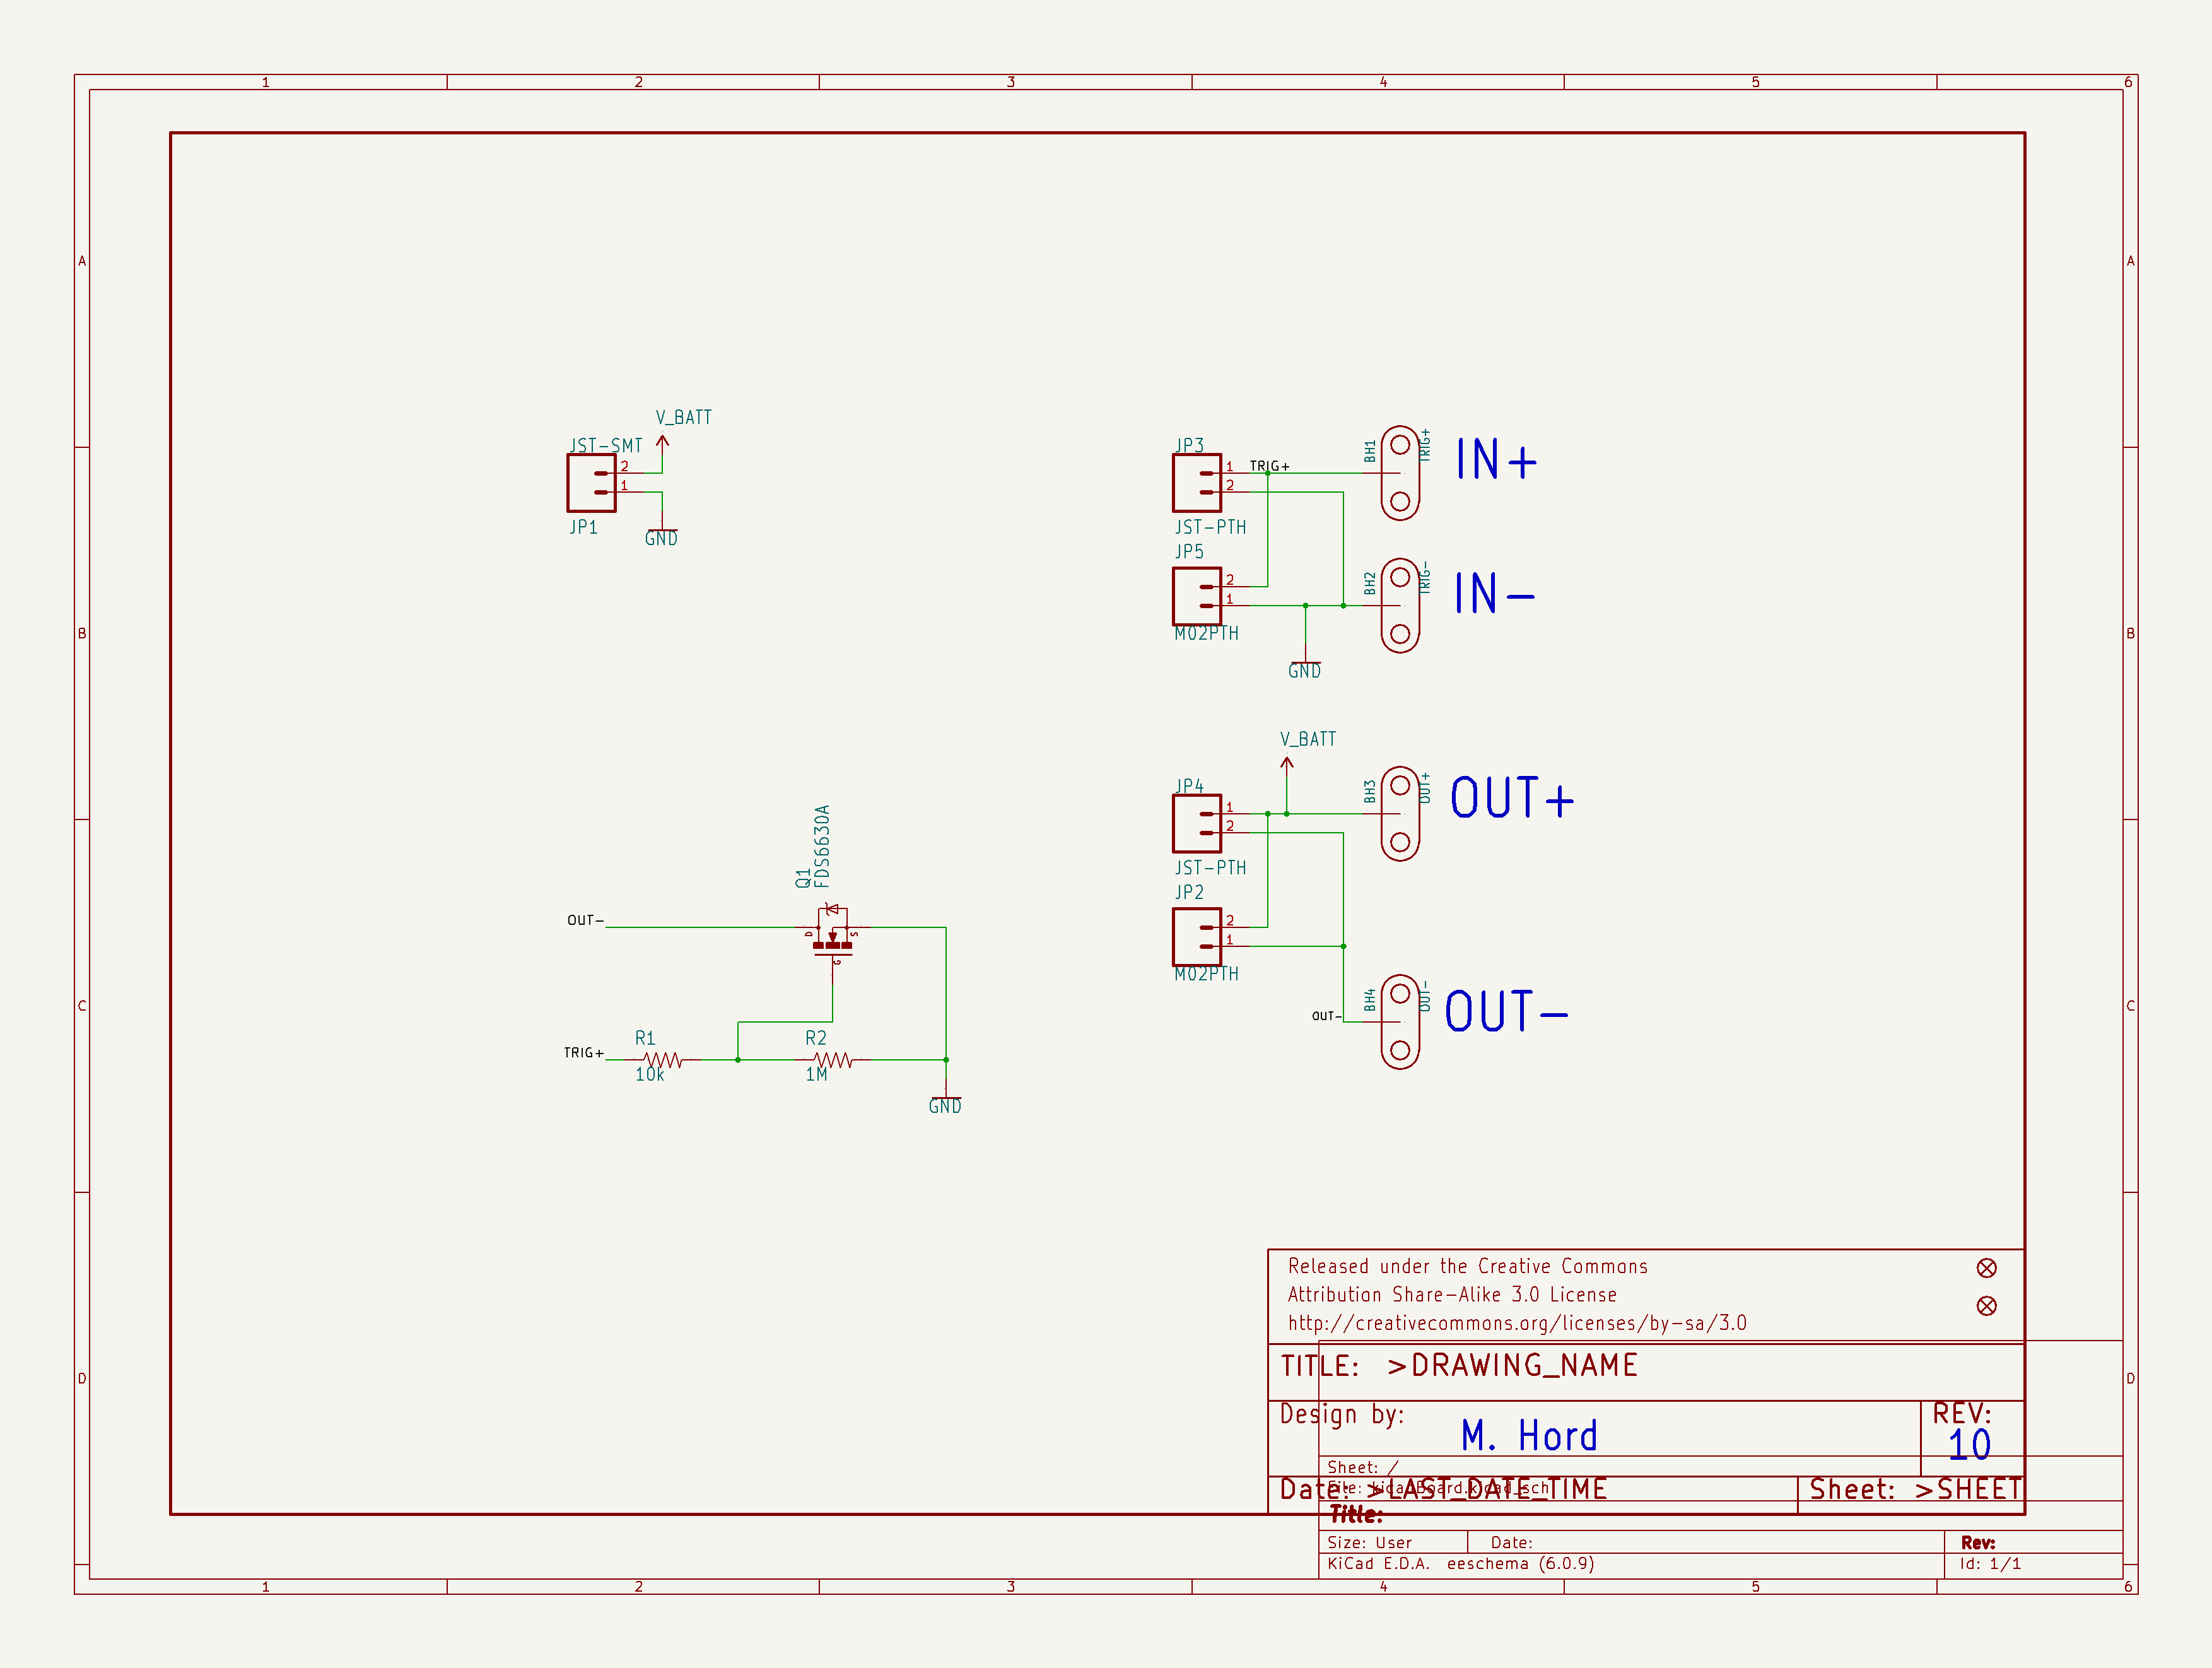 1 2 3 4 5 6
A A
B B
C C
D D
V_BATT
JST-SMT
2
1
JP1
GND
JP3
1 TRIG+
2
JST-PTH
BH1
TRIG+
IN+
JP5
2
1
M02PTH
GND
BH2
TRIG-
IN-
V_BATT
JP4
1
2
JST-PTH
BH3
OUT+
OUT+
JP2
2
1
M02PTH
OUT-
BH4
OUT-
OUT-
Q1
FDS6630A
OUT-
D
S
G
TRIG+
R1
10k
R2
1M
GND
Released under the Creative Commons
Attribution Share-Alike 3.0 License
http://creativecommons.org/licenses/by-sa/3.0
TITLE: >DRAWING_NAME
Design by:
M. Hord
REV:
10
Sheet: /
File: kicadBoard.kicad_sch
Date: >LAST_DATE_TIME
Sheet: >SHEET
Title:
Size: User Date: Rev:
KiCad E.D.A. eeschema (6.0.9) Id: 1/1
1 2 3 4 5 6